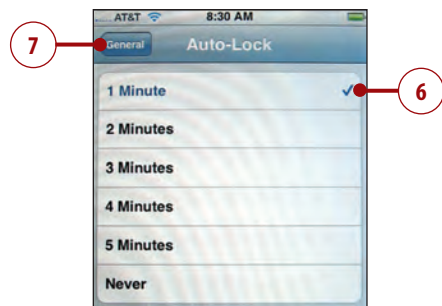 AT&T 8:30 AM
7 General Auto-Lock
1 Minute 6
2 Minutes
3 Minutes
4 Minutes
5 Minutes
Never